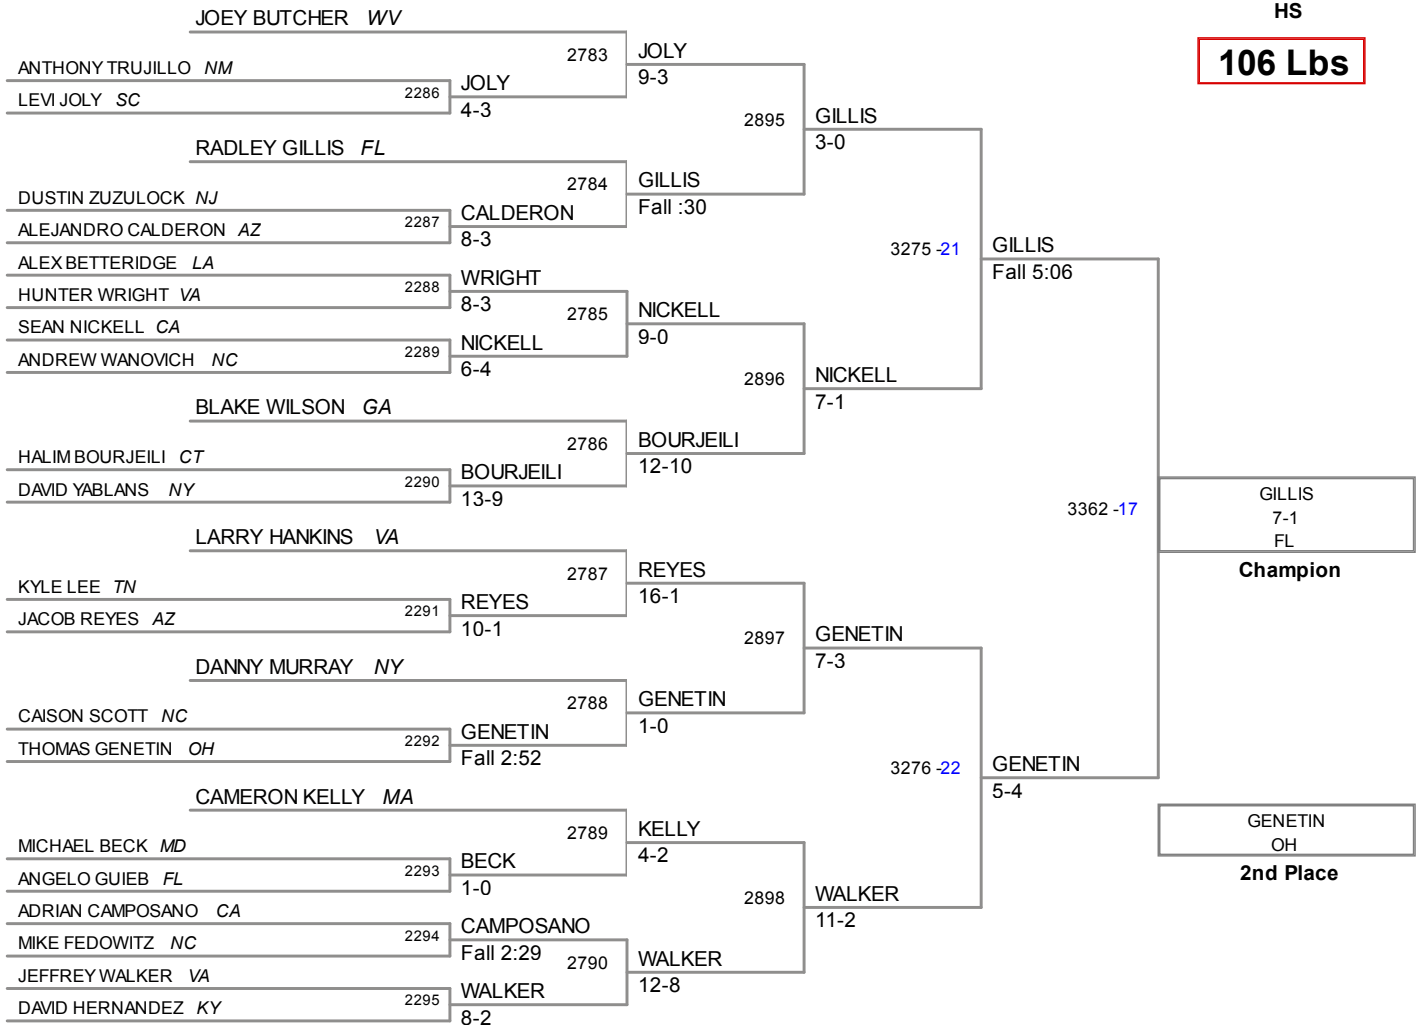 HS
106 Lbs
JOEY BUTCHER WV
2783
JOLY
9-3
ANTHONY TRUJILLO NM
LEVI JOLY SC
2286
JOLY
4-3
2895
GILLIS
3-0
RADLEY GILLIS FL
2784
GILLIS
Fall :30
DUSTIN ZUZULOCK NJ
ALEJANDRO CALDERON AZ
2287
CALDERON
8-3
3275 -21
GILLIS
Fall 5:06
ALEX BETTERIDGE LA
HUNTER WRIGHT VA
2288
WRIGHT
8-3
2785
NICKELL
9-0
SEAN NICKELL CA
ANDREW WANOVICH NC
2289
NICKELL
6-4
2896
NICKELL
7-1
BLAKE WILSON GA
2786
BOURJEILI
12-10
HALIM BOURJEILI CT
DAVID YABLANS NY
2290
BOURJEILI
13-9
3362 -17
GILLIS
7-1
FL
Champion
LARRY HANKINS VA
2787
REYES
16-1
KYLE LEE TN
JACOB REYES AZ
2291
REYES
10-1
2897
GENETIN
7-3
DANNY MURRAY NY
2788
GENETIN
1-0
CAISON SCOTT NC
THOMAS GENETIN OH
2292
GENETIN
Fall 2:52
3276 -22
GENETIN
5-4
CAMERON KELLY MA
2789
KELLY
4-2
GENETIN
OH
2nd Place
MICHAEL BECK MD
ANGELO GUIEB FL
2293
BECK
1-0
2898
WALKER
11-2
ADRIAN CAMPOSANO CA
MIKE FEDOWITZ NC
2294
CAMPOSANO
Fall 2:29
2790
WALKER
12-8
JEFFREY WALKER VA
DAVID HERNANDEZ KY
2295
WALKER
8-2